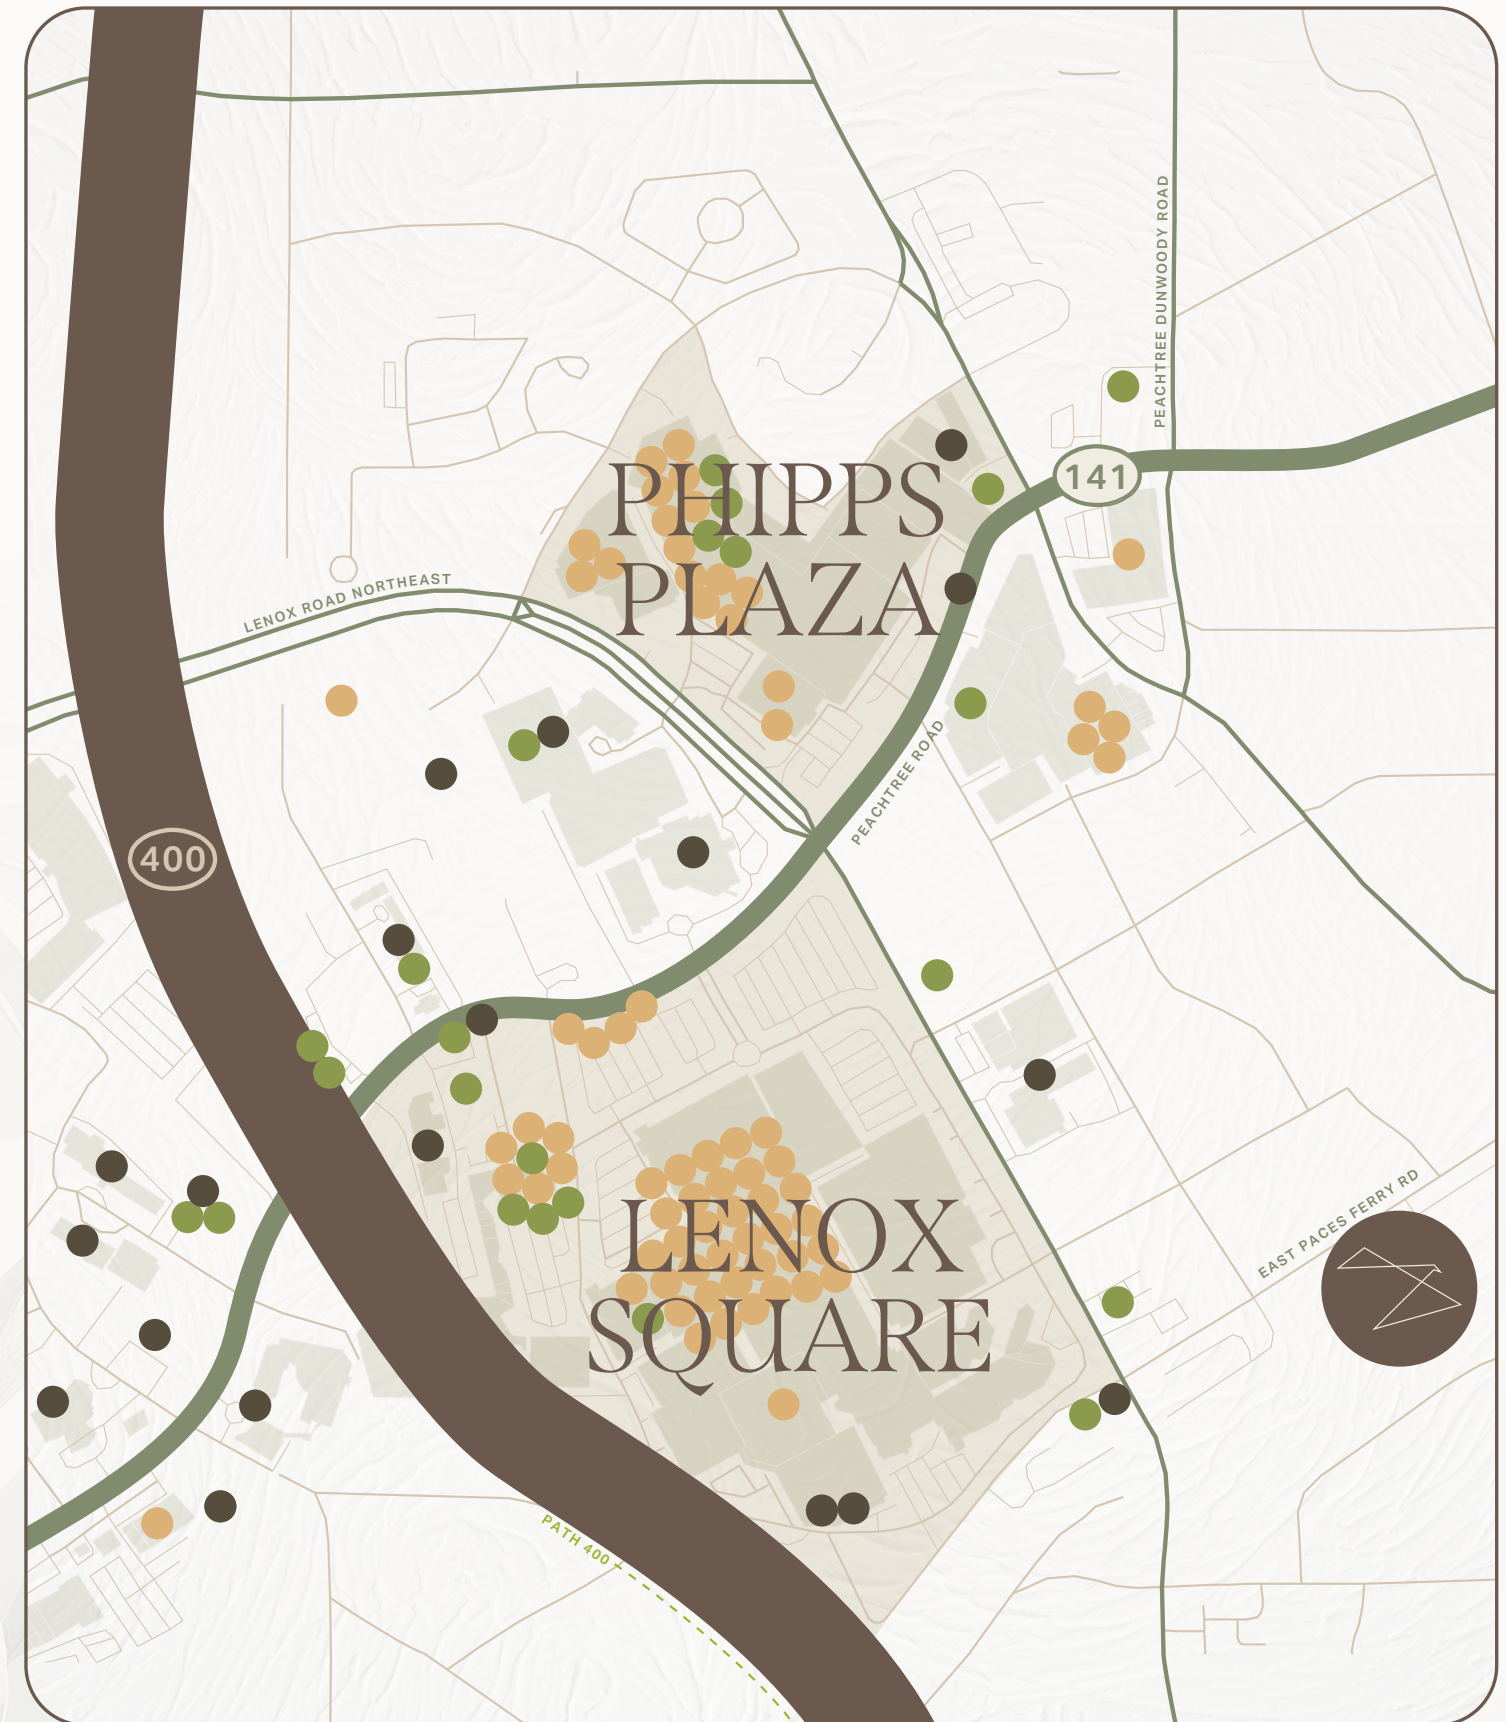 PEACHTREE DUNWOODY ROAD
141
PHIPPS
PLAZA
LENOX ROAD NORTHEAST
PEACHTREE ROAD
400
LENOX
SQUARE
EAST PACES FERRY RD
PATH 400